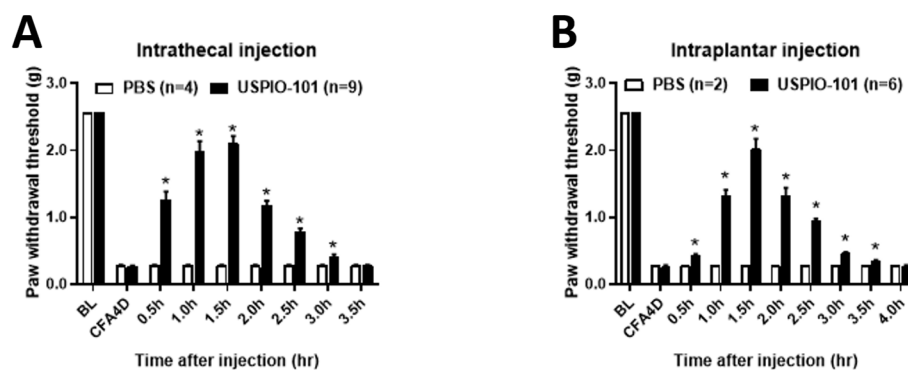 A
Intrathecal injection
PBS (n=4) USPIO-101 (n=9)
Paw withdrawal threshold (g)
3.0
2.0
1.0
0.0
* * * * * *
BL CFA4D 0.5h 1.0h 1.5h 2.0h 2.5h 3.0h 3.5h
Time after injection (hr)
B
Intraplantar injection
PBS (n=2) USPIO-101 (n=6)
Paw withdrawal threshold (g)
3.0
2.0
1.0
0.0
* * * * * * *
BL CFA4D 0.5h 1.0h 1.5h 2.0h 2.5h 3.0h 3.5h 4.0h
Time after injection (hr)